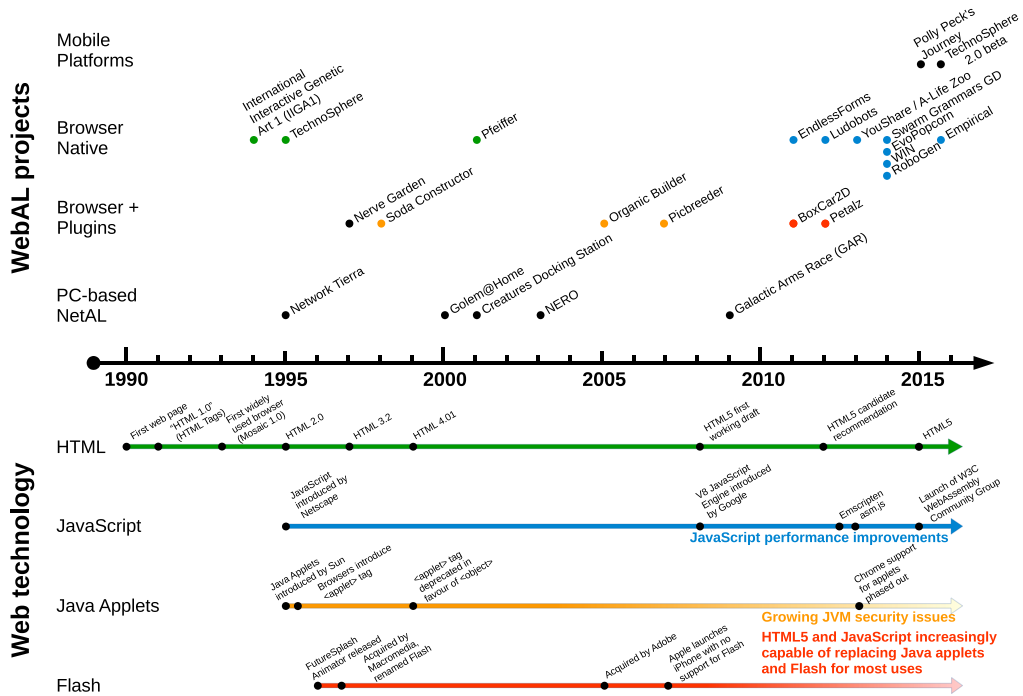 WebAL projects
Mobile
Platforms
Polly Peck's
Journey
TechnoSphere
2.0 beta
Browser
Native
International
Interactive Genetic
Art 1 (IIGA1)
TechnoSphere
Pfeiffer
EndlessForms
Ludobots
YouShare / A-Life Zoo
Swarm Grammars GD
EvoPopcorn
WIN
RoboGen
Empirical
Browser +
Plugins
Nerve Garden
Soda Constructor
Organic Builder
Picbreeder
BoxCar2D
Petalz
PC-based
NetAL
Network Tierra
Golem@Home
Creatures Docking Station
NERO
Galactic Arms Race (GAR)
1990 1995 2000 2005 2010 2015
Web technology
HTML
First web page
"HTML 1.0"
(HTML Tags)
First widely
used browser
(Mosaic 1.0)
HTML 2.0
HTML 3.2
HTML 4.01
HTML5 first
working draft
HTML5 candidate
recommendation
HTML5
JavaScript
JavaScript
introduced by
Netscape
V8 JavaScript
Engine introduced
by Google
Emscripten
asm.js
Launch of W3C
WebAssembly
Community Group
JavaScript performance improvements
Java Applets
Java Applets
introduced by Sun
Browsers introduce
<applet> tag
<applet> tag
deprecated in
favour of <object>
Chrome support
for applets
phased out
Growing JVM security issues
HTML5 and JavaScript increasingly
capable of replacing Java applets
and Flash for most uses
Flash
FutureSplash
Animator released
Acquired by
Macromedia,
renamed Flash
Acquired by Adobe
Apple launches
iPhone with no
support for Flash